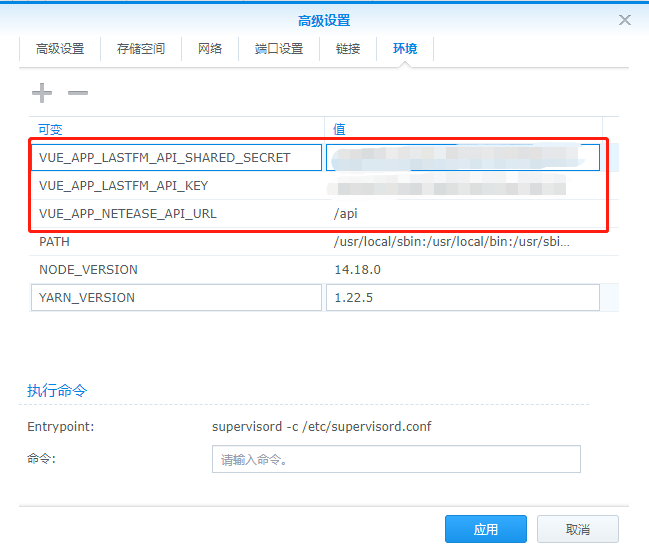 高级设置
高级设置 存储空间 网络 端口设置 链接 环境
可变 值
VUE_APP_LASTFM_API_SHARED_SECRET
VUE_APP_LASTFM_API_KEY
VUE_APP_NETEASE_API_URL /api
PATH /usr/local/sbin:/usr/local/bin:/usr/sbi...
NODE_VERSION 14.18.0
YARN_VERSION 1.22.5
执行命令
Entrypoint: supervisord -c /etc/supervisord.conf
命令: 请输入命令。
应用 取消